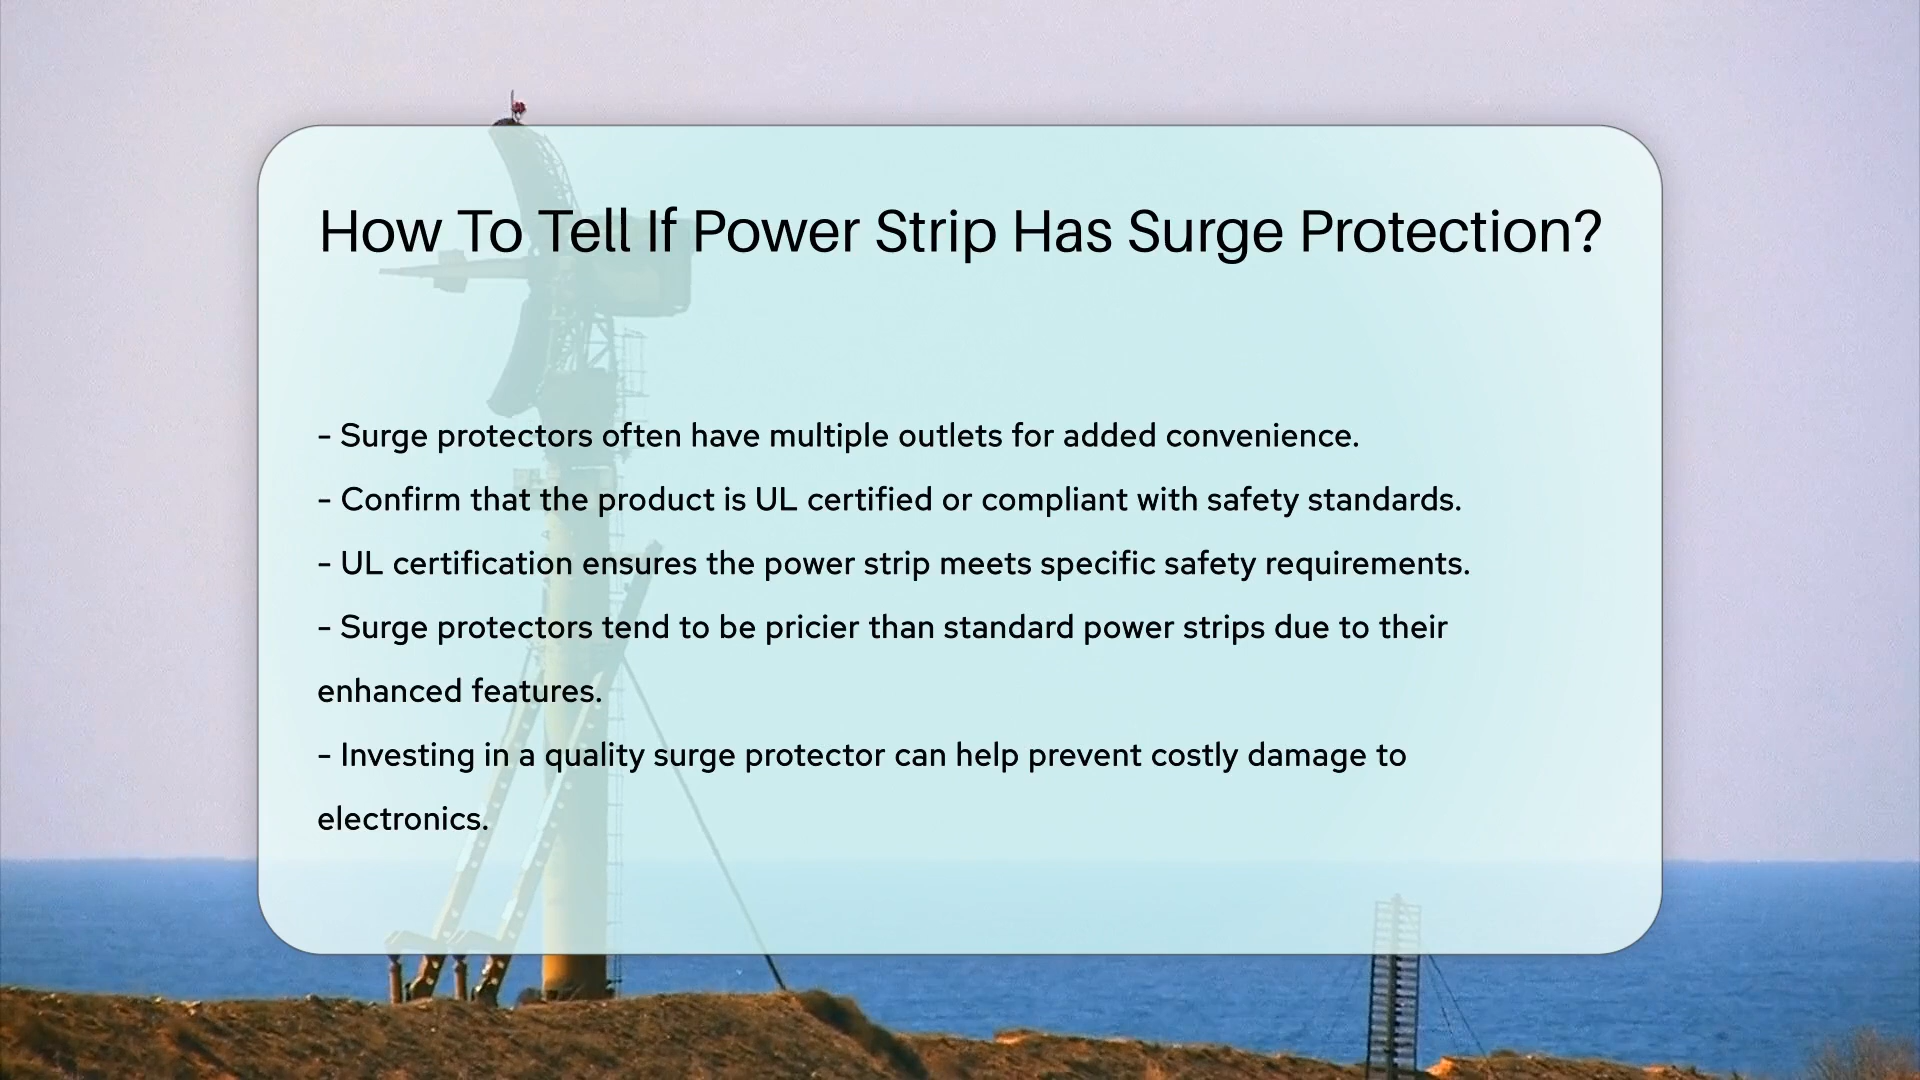 How To Tell If Power Strip Has Surge Protection?
- Surge protectors often have multiple outlets for added convenience.
- Confirm that the product is UL certified or compliant with safety standards.
- UL certification ensures the power strip meets specific safety requirements.
- Surge protectors tend to be pricier than standard power strips due to their
enhanced features.
- Investing in a quality surge protector can help prevent costly damage to
electronics.